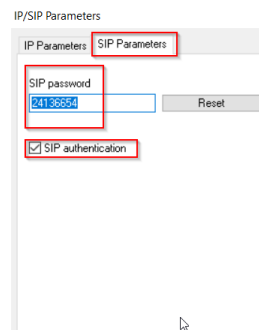 IP/SIP Parameters
IP Parameters SIP Parameters
SIP password
24136654 Reset
SIP authentication